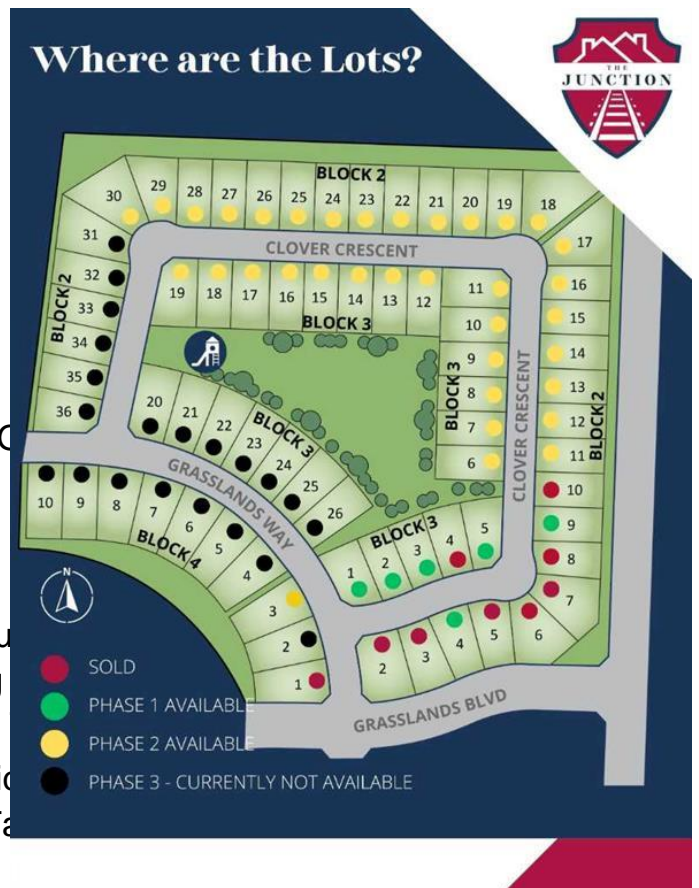 Where are the Lots?
THE
JUNCTION
BLOCK 2
30 29 28 27 26 25 24 23 22 21 20 19 18
17
CLOVER CRESCENT
31
32
33
34
35
36
BLOCK 2
19 18 17 16 15 14 13 12
BLOCK 3
11
10
9
8
7
6
BLOCK 3
CLOVER CRESCENT
16
15
14
13
12
11
10
9
8
7
6
BLOCK 2
20 21 22 23 24 25 26
BLOCK 3
GRASSLANDS WAY
10 9 8 7 6 5 4
BLOCK 4
3
2
1
BLOCK 3
1 2 3 4 5
2 3 4 5
GRASSLANDS BLVD
N
SOLD
PHASE 1 AVAILABLE
PHASE 2 AVAILABLE
PHASE 3 - CURRENTLY NOT AVAILABLE